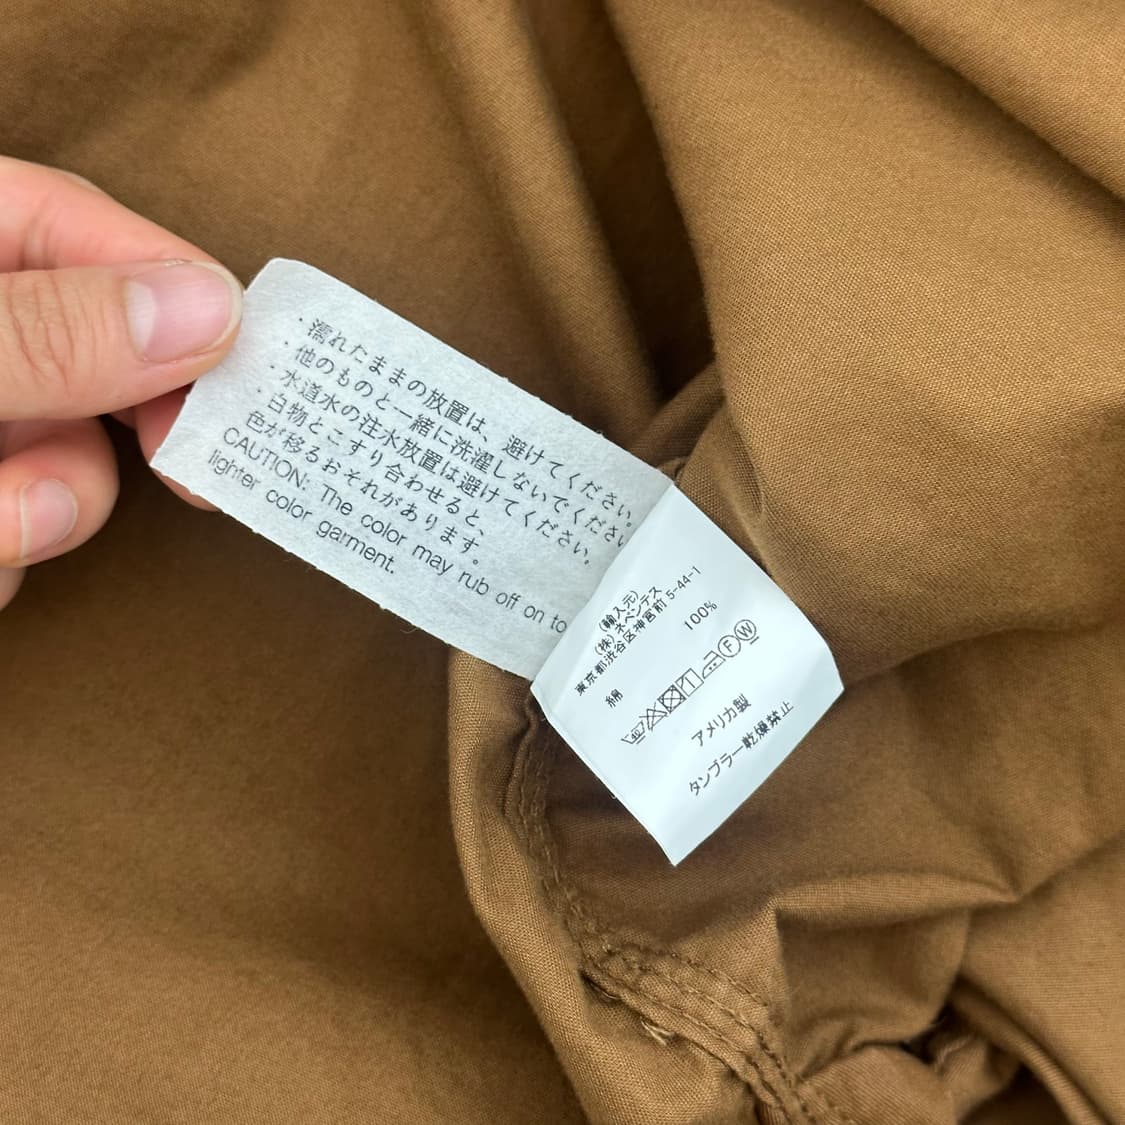 ・濡れたままの放置は、避けてください。
・他のものと一緒に洗濯しないでください
・水道水の注水放置は避けてください。
・白物とこすり合わせると、
色が移るおそれがあります。
CAUTION: The color may rub off on to
lighter color garment.
(輸入元)
(株)ネペンテス
東京都渋谷区神宮前 5-44-1
綿 100%
40 F W
アメリカ製
タンブラー乾燥禁止